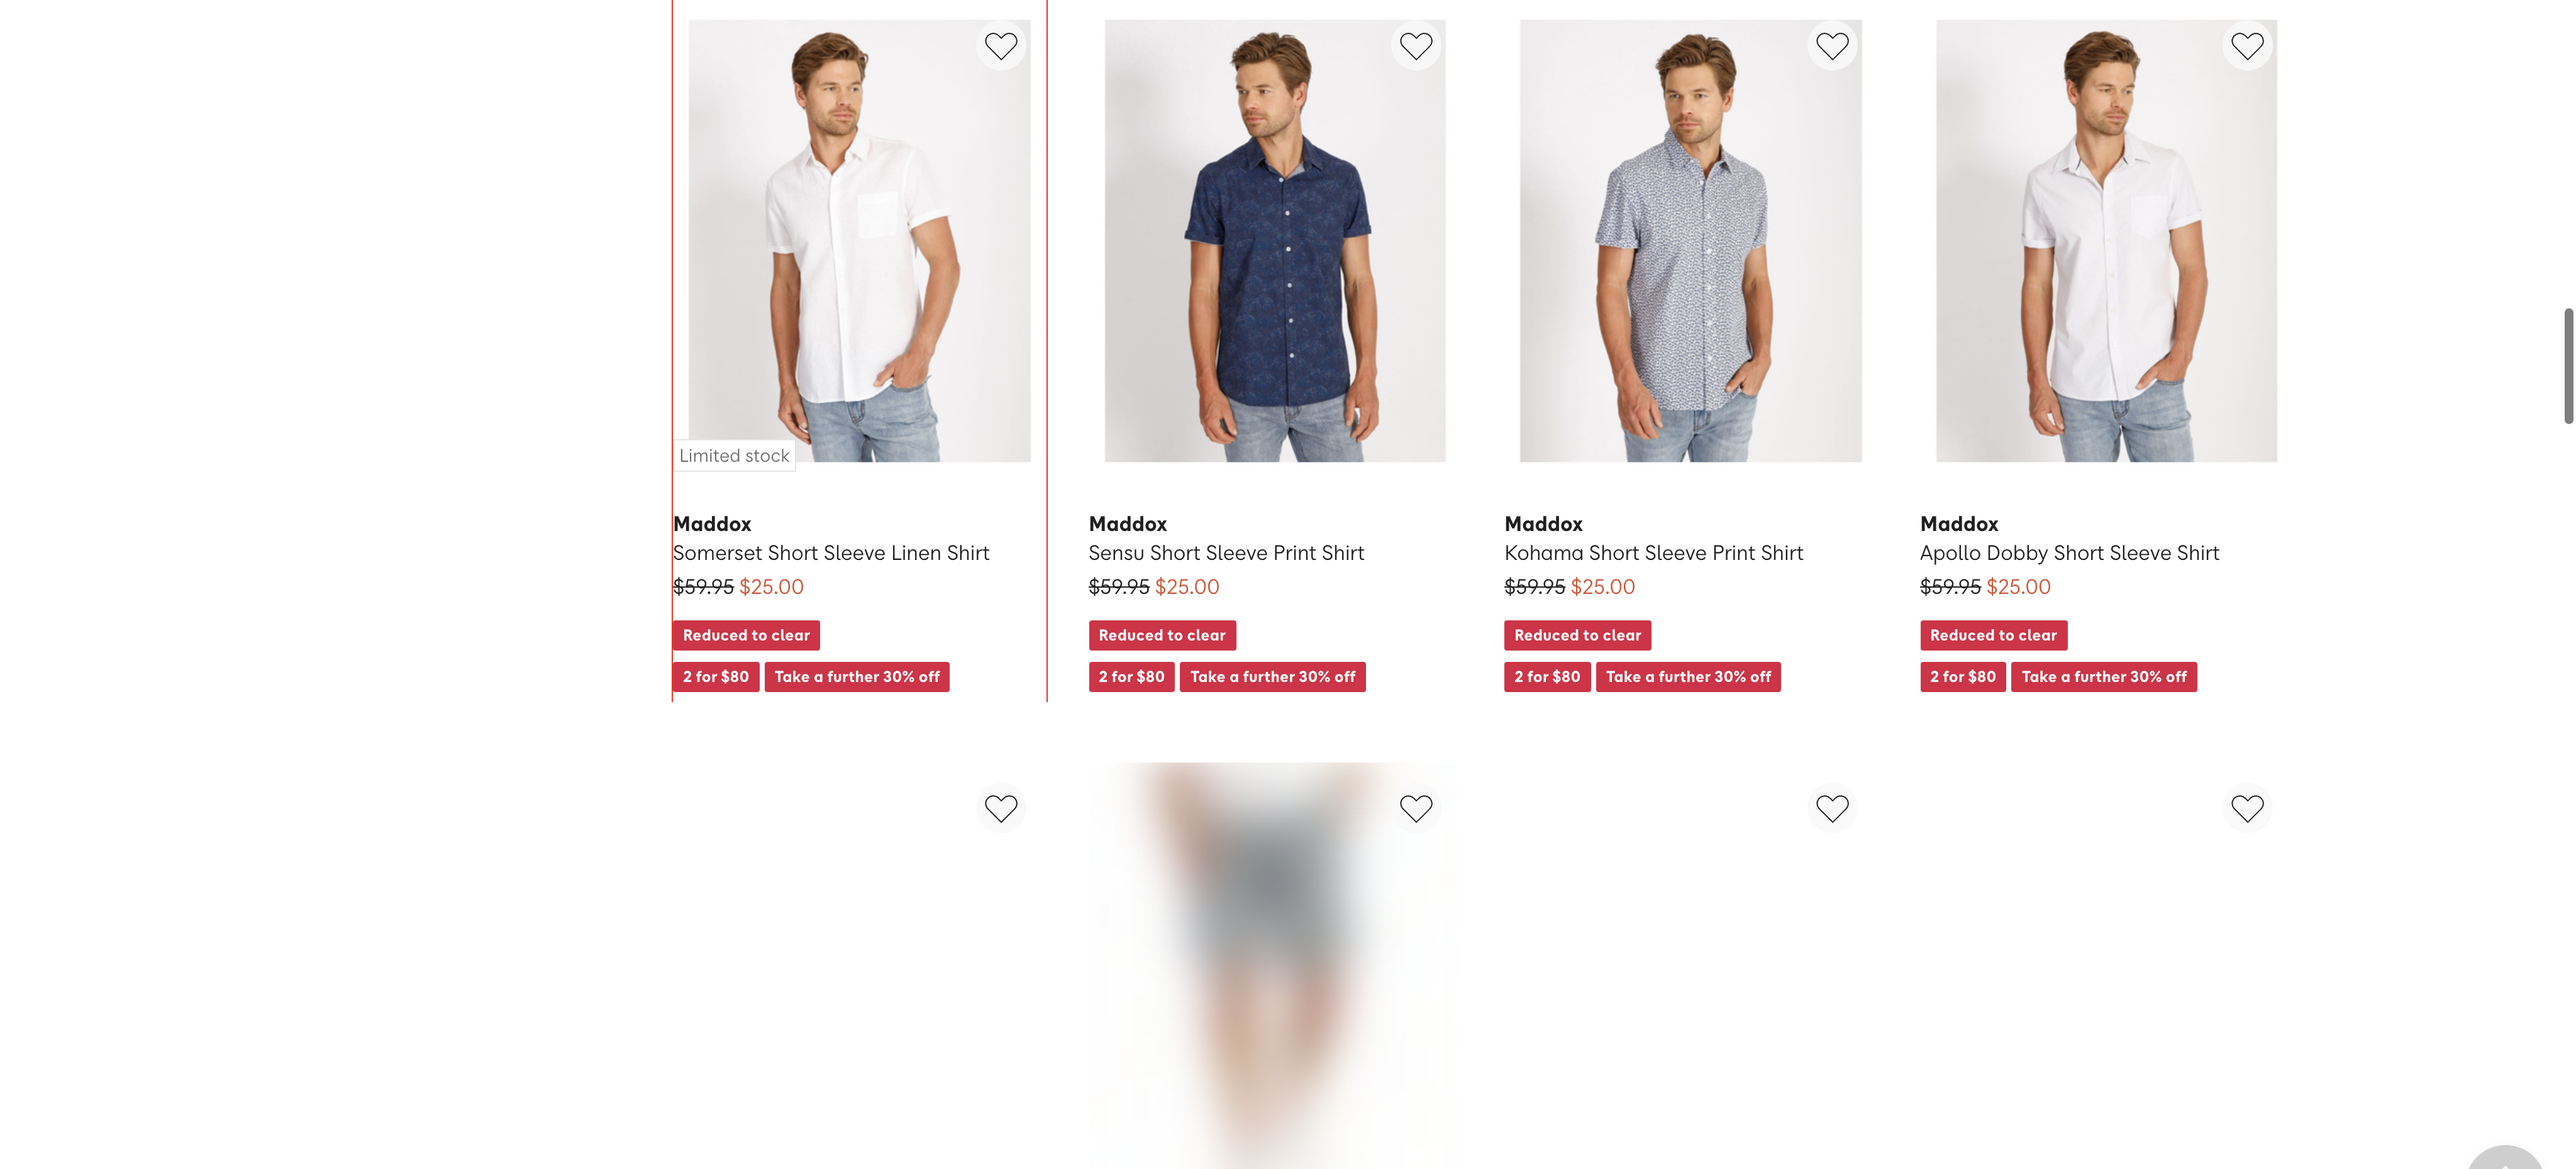 Limited stock
Maddox
Somerset Short Sleeve Linen Shirt
$59.95 $25.00
Reduced to clear
2 for $80 Take a further 30% off
Maddox
Sensu Short Sleeve Print Shirt
$59.95 $25.00
Reduced to clear
2 for $80 Take a further 30% off
Maddox
Kohama Short Sleeve Print Shirt
$59.95 $25.00
Reduced to clear
2 for $80 Take a further 30% off
Maddox
Apollo Dobby Short Sleeve Shirt
$59.95 $25.00
Reduced to clear
2 for $80 Take a further 30% off